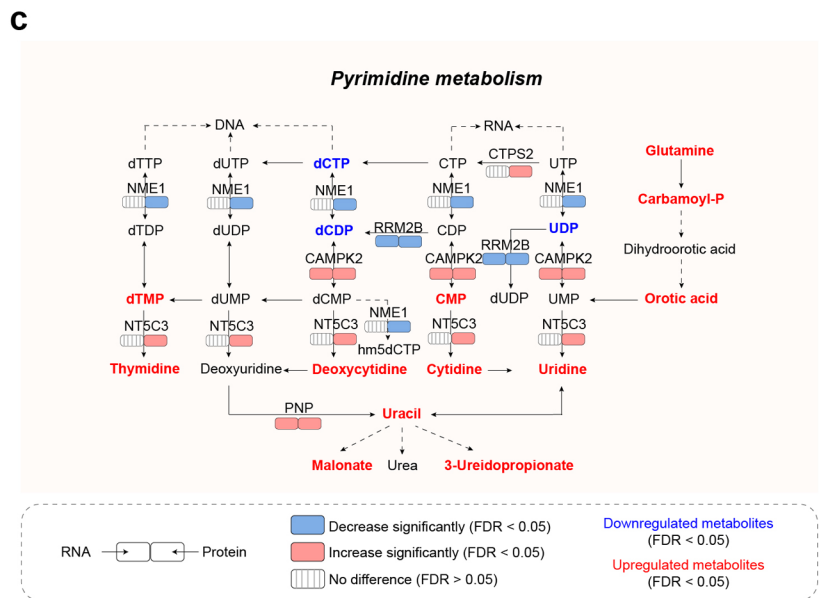 c
Pyrimidine metabolism
DNA
RNA
dTTP
dUTP
dCTP
CTP
CTPS2
UTP
Glutamine
NME1
NME1
NME1
NME1
NME1
Carbamoyl-P
dTDP
dUDP
dCDP
RRM2B
CDP
UDP
RRM2B
Dihydroorotic acid
CAMPK2
CAMPK2
CAMPK2
dTMP
dUMP
dCMP
CMP
dUDP
UMP
Orotic acid
NT5C3
NT5C3
NT5C3
NME1
NT5C3
NT5C3
hm5dCTP
Thymidine
Deoxyuridine
Deoxycytidine
Cytidine
Uridine
PNP
Uracil
Malonate
Urea
3-Ureidopropionate
RNA
Protein
Decrease significantly (FDR < 0.05)
Increase significantly (FDR < 0.05)
No difference (FDR > 0.05)
Downregulated metabolites
(FDR < 0.05)
Upregulated metabolites
(FDR < 0.05)